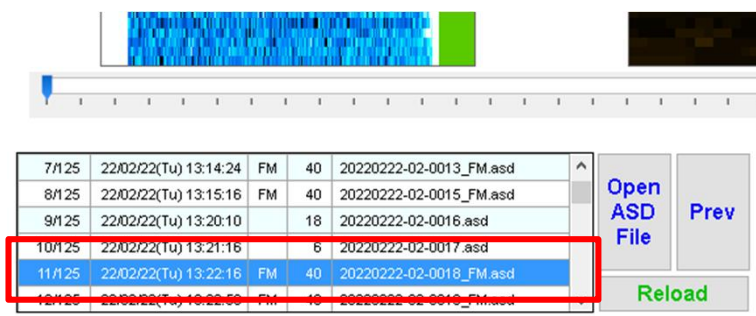 7/125 22/02/22(Tu) 13:14:24 FM 40 20220222-02-0013_FM.asd
8/125 22/02/22(Tu) 13:15:16 FM 40 20220222-02-0015_FM.asd
9/125 22/02/22(Tu) 13:20:10 18 20220222-02-0016.asd
10/125 22/02/22(Tu) 13:21:16 6 20220222-02-0017.asd
11/125 22/02/22(Tu) 13:22:16 FM 40 20220222-02-0018_FM.asd
Open
ASD
File
Prev
Reload